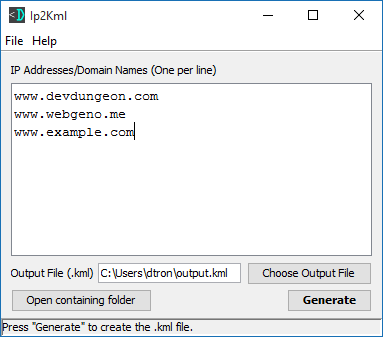 Ip2Kml
File Help
IP Addresses/Domain Names (One per line)
www.devdungeon.com
www.webgeno.me
www.example.com
Output File (.kml) C:\Users\dtron\output.kml Choose Output File
Open containing folder Generate
Press "Generate" to create the .kml file.